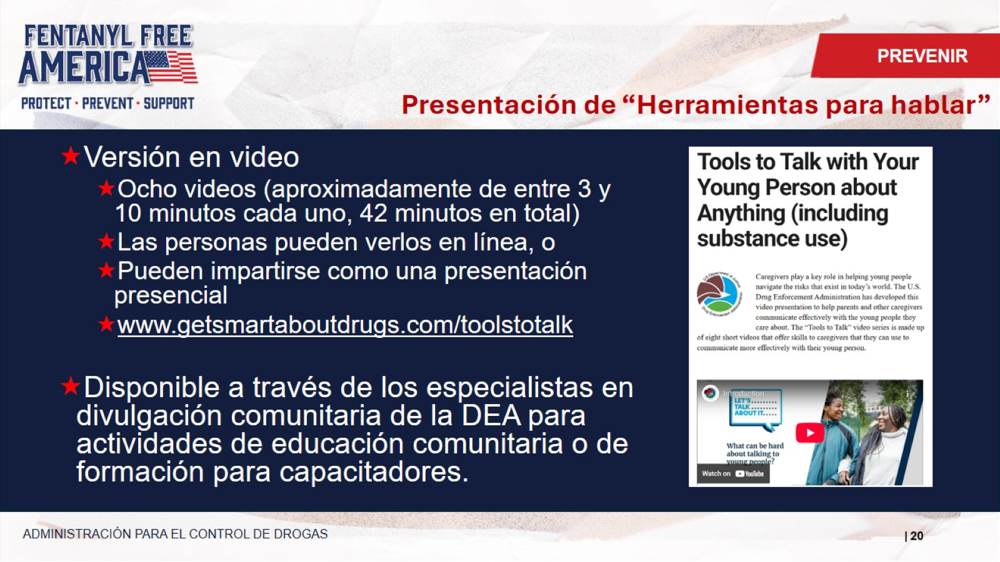 FENTANYL FREE
AMERICA
PROTECT · PREVENT · SUPPORT
PREVENIR
Presentación de “Herramientas para hablar”
Versión en video
Ocho videos (aproximadamente de entre 3 y
10 minutos cada uno, 42 minutos en total)
Las personas pueden verlos en línea, o
Pueden impartirse como una presentación
presencial
www.getsmartaboutdrugs.com/toolstotalk
Disponible a través de los especialistas en
divulgación comunitaria de la DEA para
actividades de educación comunitaria o de
formación para capacitadores.
Tools to Talk with Your
Young Person about
Anything (including
substance use)
U.S. Department of Justice
Drug Enforcement Administration
Caregivers play a key role in helping young people
navigate the risks that exist in today’s world. The U.S.
Drug Enforcement Administration has developed this
video presentation to help parents and other caregivers
communicate effectively with the young people they
care about. The “Tools to Talk” video series is made up
of eight short videos that offer skills to caregivers that they can use to
communicate more effectively with their young person.
Introduction
LET'S.........
TALK..........
ABOUT IT.....
What can be hard
about talking to
young people?
Watch on YouTube
ADMINISTRACIÓN PARA EL CONTROL DE DROGAS
| 20